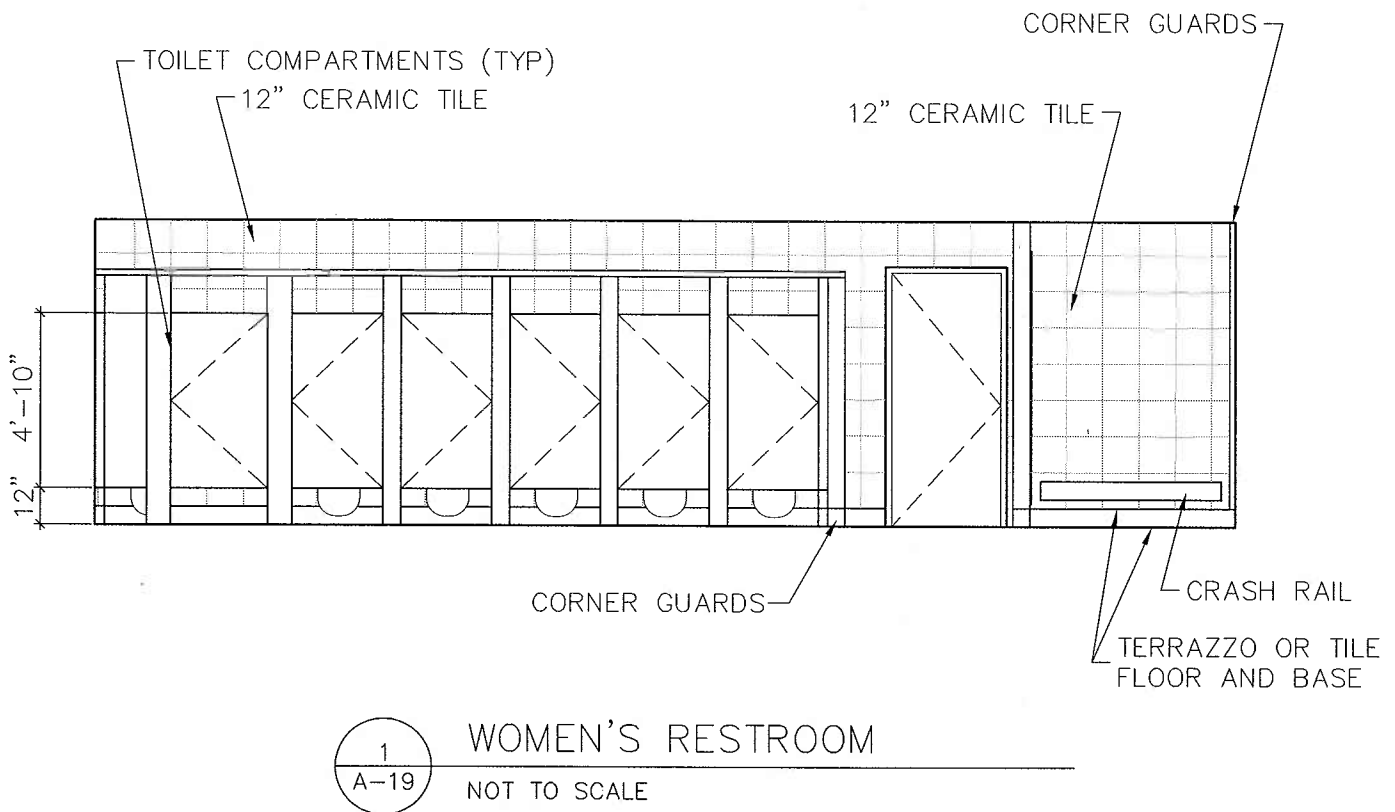 CORNER GUARDS
TOILET COMPARTMENTS (TYP)
12" CERAMIC TILE
12" CERAMIC TILE
4'-10"
12"
CORNER GUARDS
CRASH RAIL
TERRAZZO OR TILE
FLOOR AND BASE
1
A-19
WOMEN'S RESTROOM
NOT TO SCALE